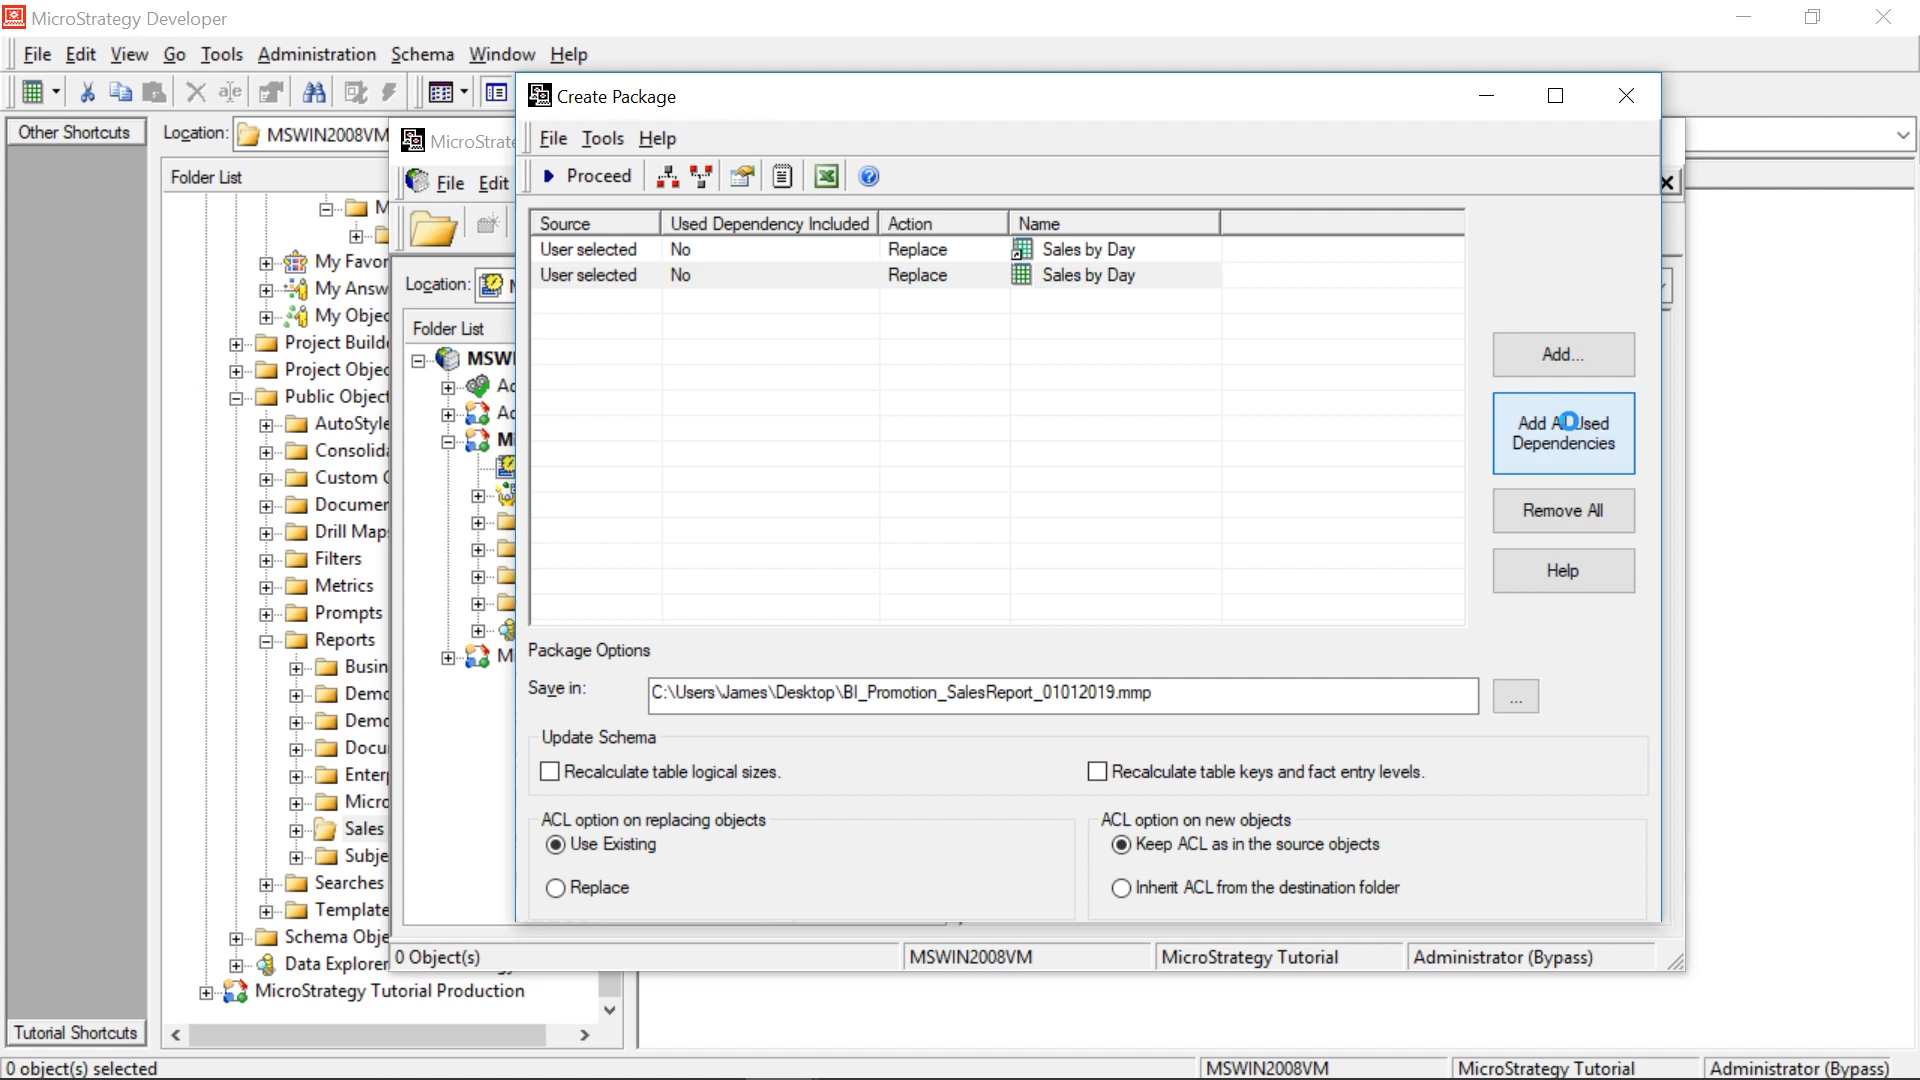 MicroStrategy Developer
File Edit View Go Tools Administration Schema Window Help
Other Shortcuts
Location: MSWIN2008VM
Folder List
M
My Favor
My Answ
My Objec
Project Builde
Project Objec
Public Object
AutoStyle
Consolida
Custom
Documer
Drill Map
Filters
Metrics
Prompts
Reports
Busin
Demo
Demo
Docu
Enter
Micro
Sales
Subje
Searches
Template
Schema Obje
Data Explorer
MicroStrategy Tutorial Production
Tutorial Shortcuts
0 object(s) selected
MSWIN2008VM
MicroStrategy Tutorial
Administrator (Bypass)
MicroStrate
File Edit
Location:
Folder List
MSWI
Ad
Ad
Mi
Mi
0 Object(s)
MSWIN2008VM
MicroStrategy Tutorial
Administrator (Bypass)
Create Package
File Tools Help
Proceed
Source Used Dependency Included Action Name
User selected No Replace Sales by Day
User selected No Replace Sales by Day
Add...
Add All Used
Dependencies
Remove All
Help
Package Options
Save in: C:\Users\James\Desktop\BI_Promotion_SalesReport_01012019.mmp ...
Update Schema
Recalculate table logical sizes. Recalculate table keys and fact entry levels.
ACL option on replacing objects
Use Existing
Replace
ACL option on new objects
Keep ACL as in the source objects
Inherit ACL from the destination folder